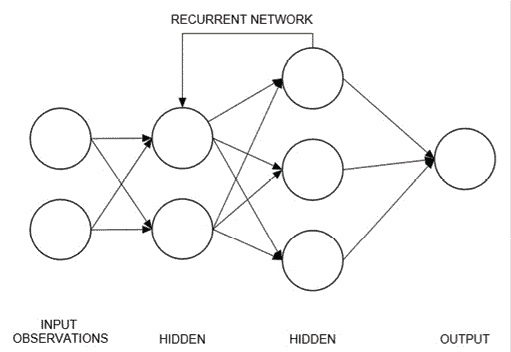 RECURRENT NETWORK
INPUT
OBSERVATIONS
HIDDEN
HIDDEN
OUTPUT